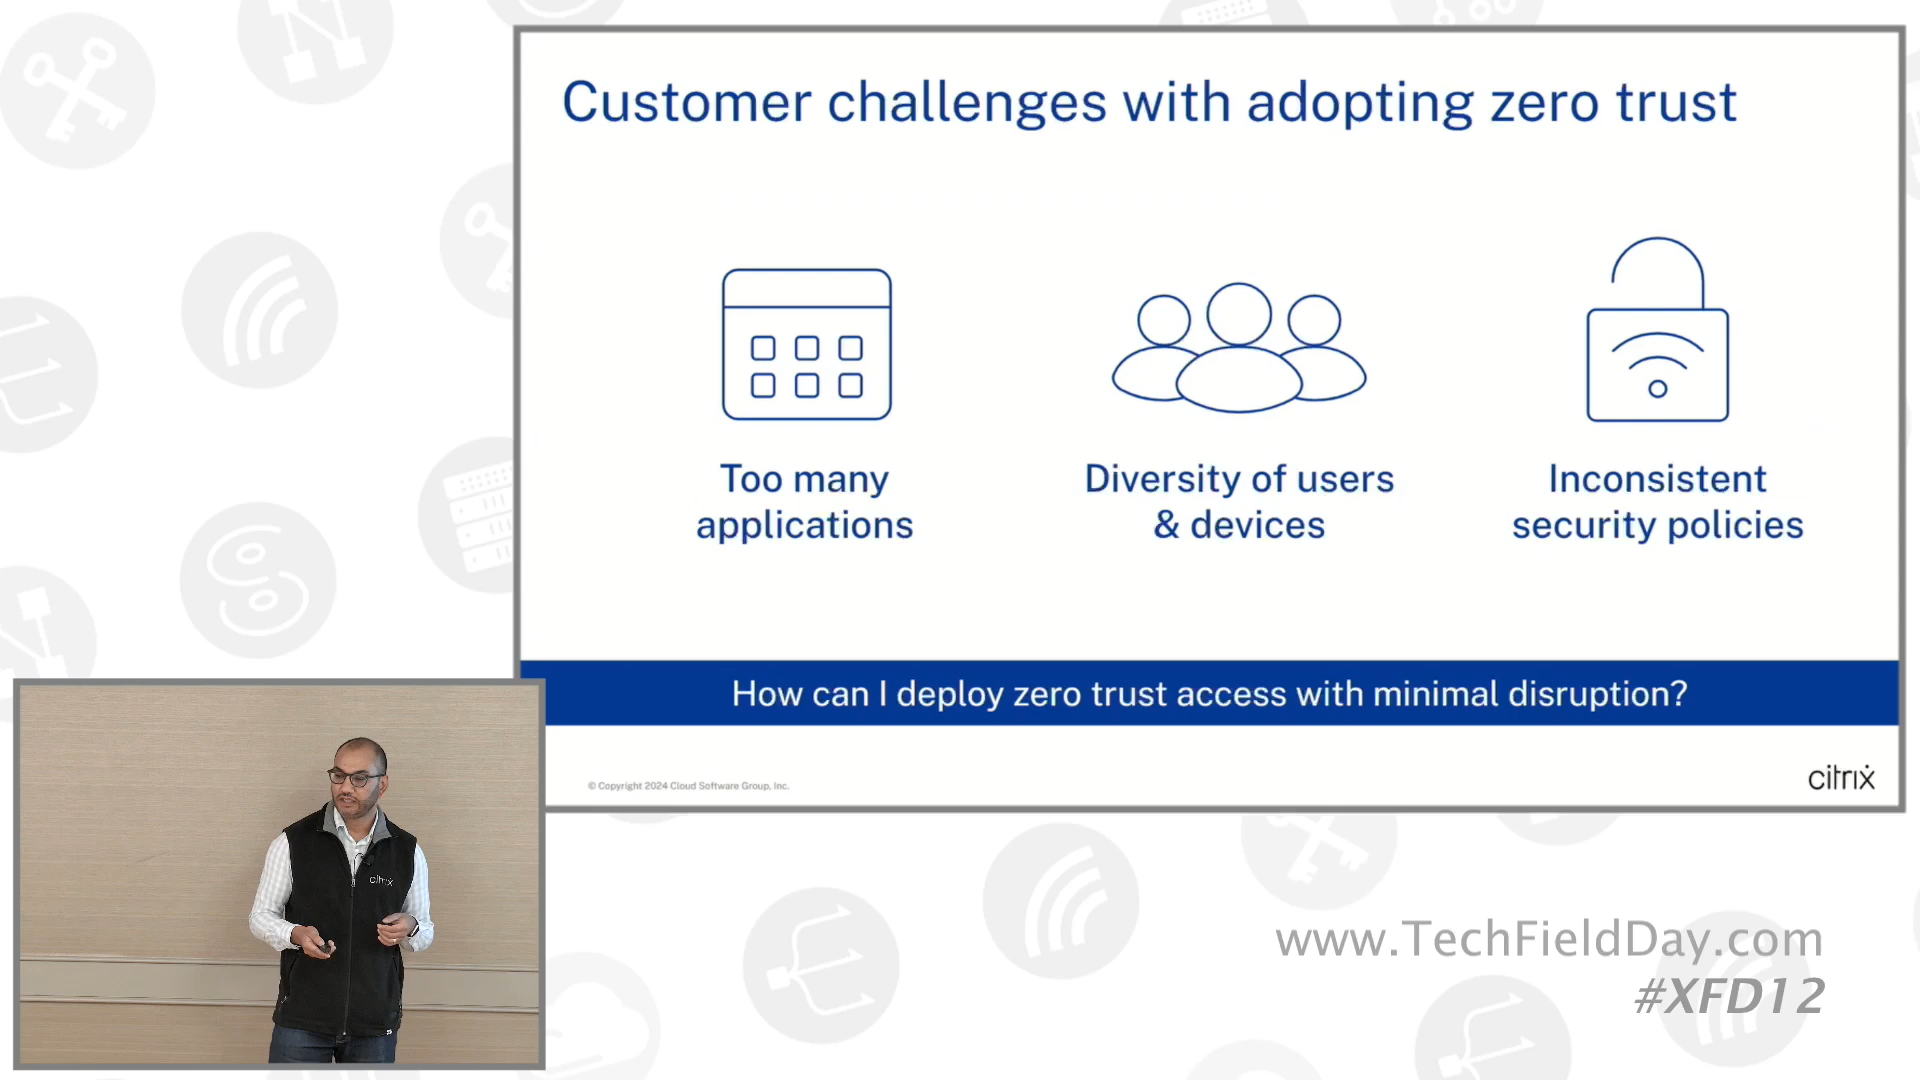 Customer challenges with adopting zero trust
Too many
applications
Diversity of users
& devices
Inconsistent
security policies
How can I deploy zero trust access with minimal disruption?
© Copyright 2024 Cloud Software Group, Inc.
citrix
citrix
www.TechFieldDay.com
#XFD12